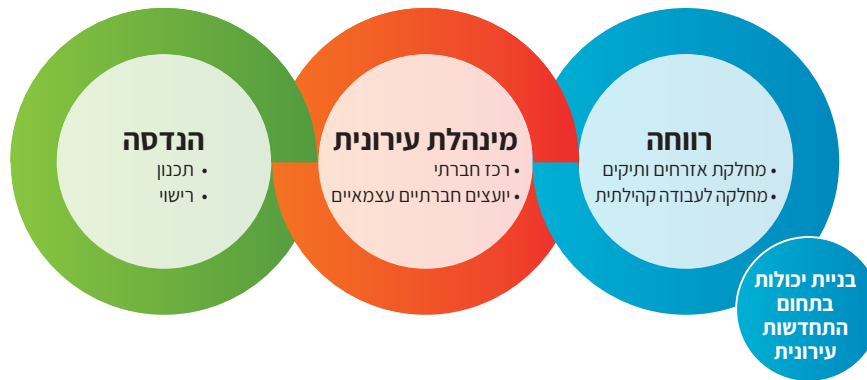 רווחה
• מחלקת אזרחים ותיקים
• מחלקה לעבודה קהילתית
מינהלת עירונית
• רכז חברתי
• יועצים חברתיים עצמאיים
הנדסה
• תכנון
• רישוי
בניית יכולות
בתחום
התחדשות
עירונית